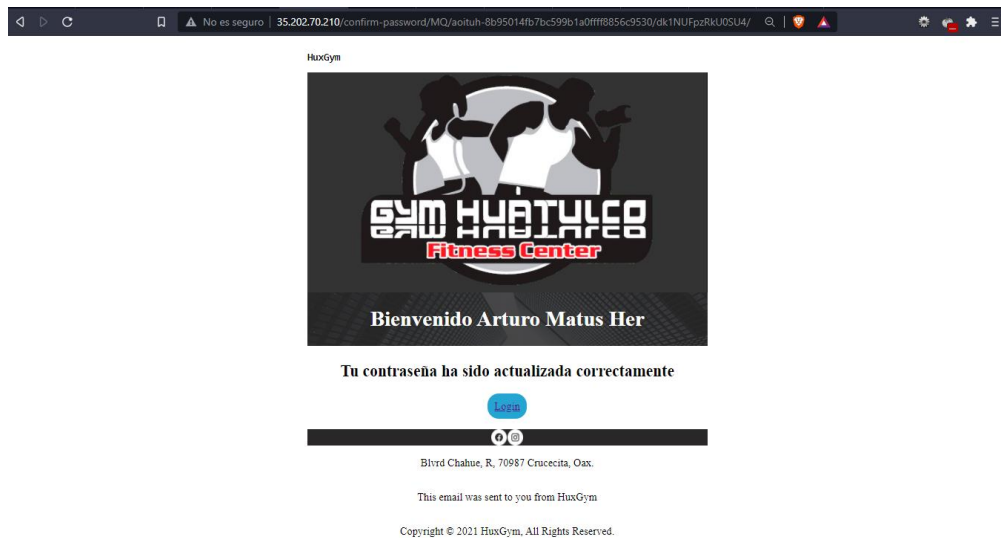 No es seguro | 35.202.70.210/confirm-password/MQ/aoituh-8b95014fb7bc599b1a0ffff8856c9530/dk1NUFpzRkU0SU4/
HuxGym
GYM HUATULCO
Fitness Center
Bienvenido Arturo Matus Her
Tu contraseña ha sido actualizada correctamente
Login
Blvrd Chahue, R, 70987 Crucecita, Oax.
This email was sent to you from HuxGym
Copyright © 2021 HuxGym, All Rights Reserved.